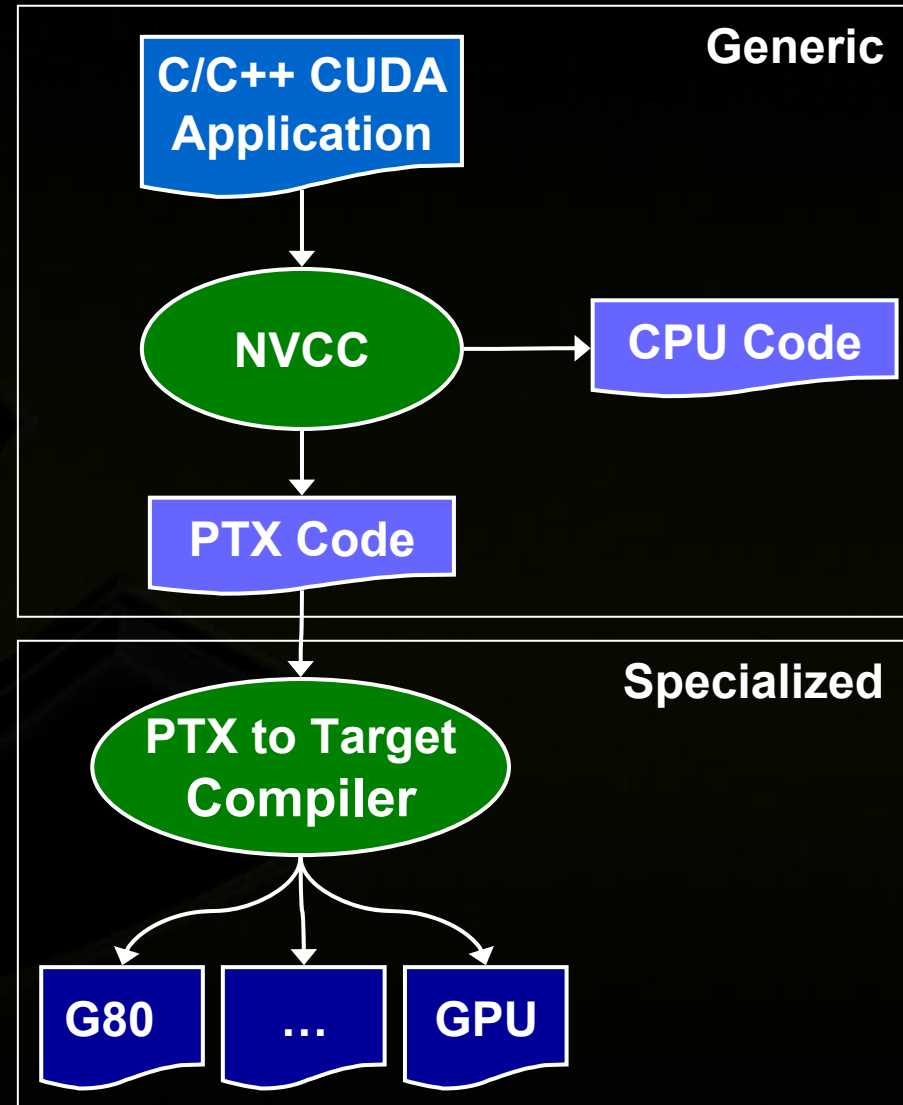 Generic
C/C++ CUDA
Application
NVCC
CPU Code
PTX Code
Specialized
PTX to Target
Compiler
G80
...
GPU